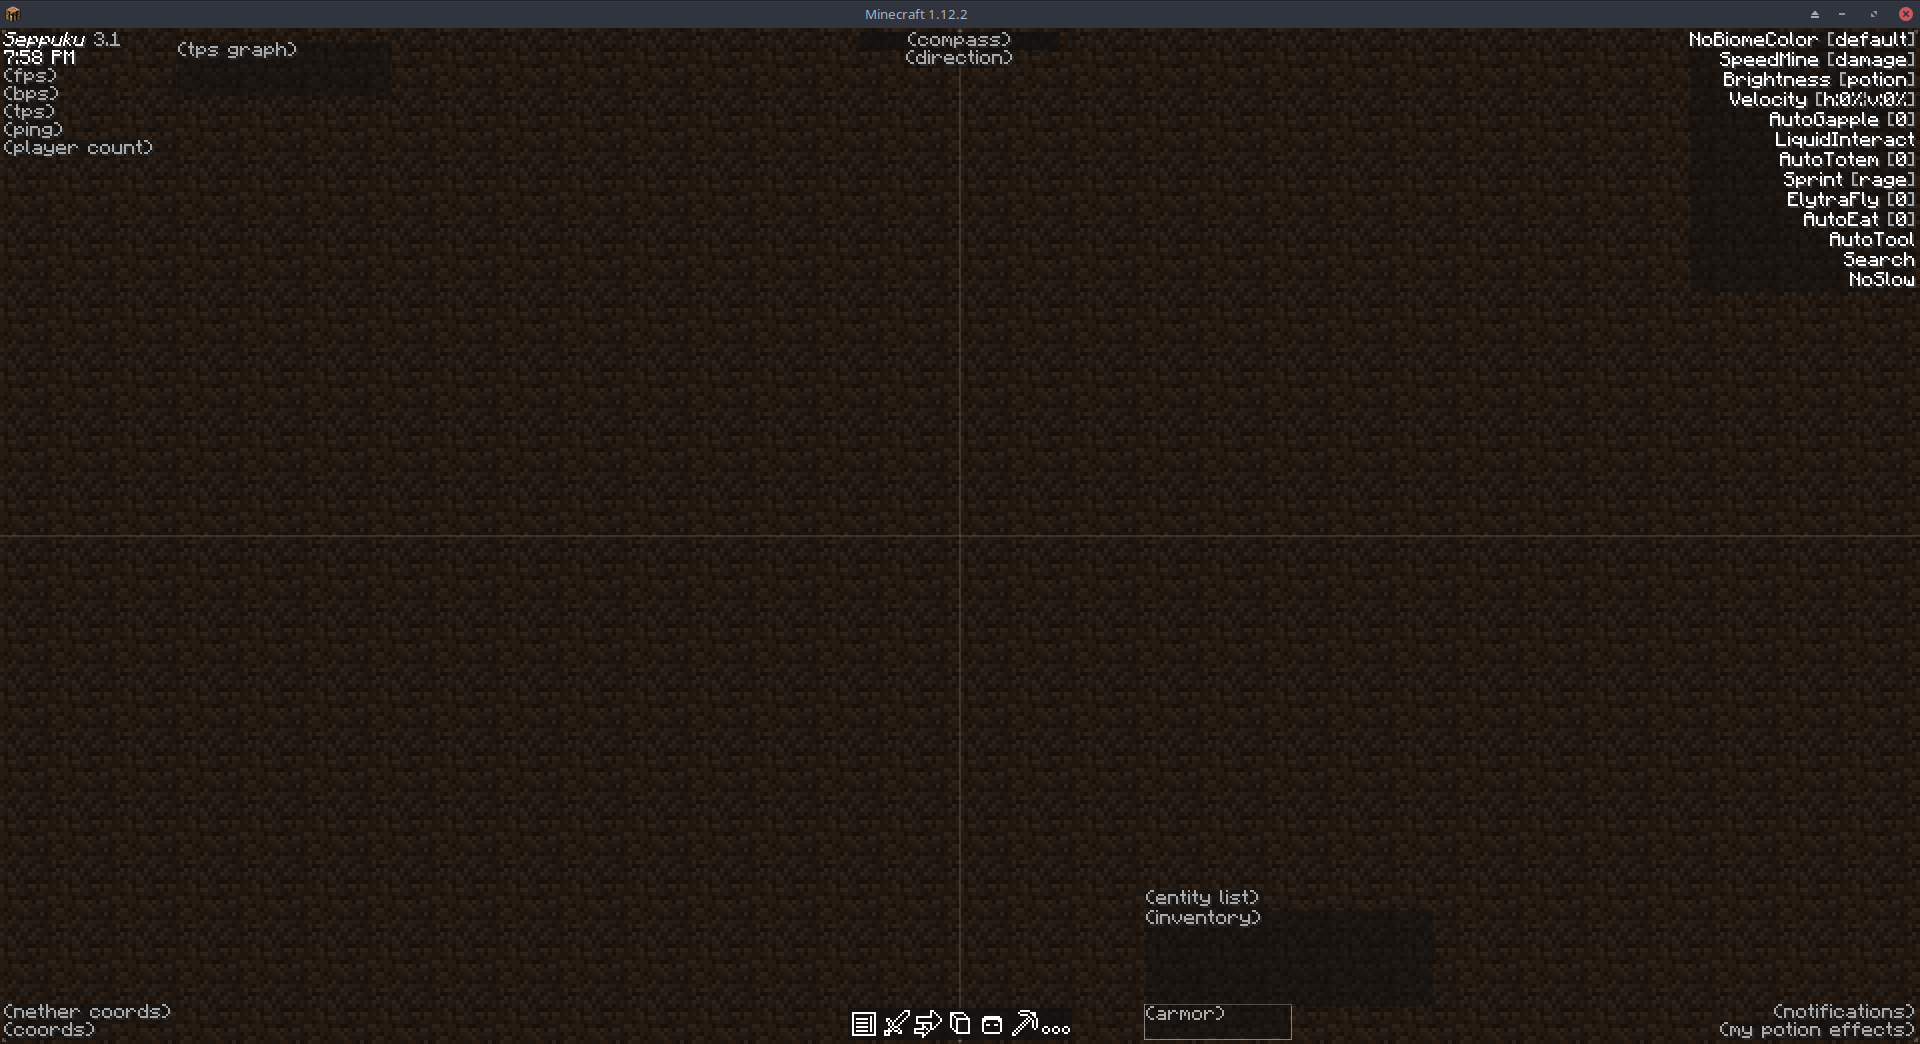 Minecraft 1.12.2
Seppuku 3.1
7:58 PM
(fps)
(bps)
(tps)
(ping)
(player count)
(tps graph)
(compass)
(direction)
NoBiomeColor [default]
SpeedMine [damage]
Brightness [potion]
Velocity [h:0%|v:0%]
AutoGapple [0]
LiquidInteract
AutoTotem [0]
Sprint [rage]
ElytraFly [0]
AutoEat [0]
AutoTool
Search
NoSlow
(entity list)
(inventory)
(armor)
(nether coords)
(coords)
(notifications)
(my potion effects)